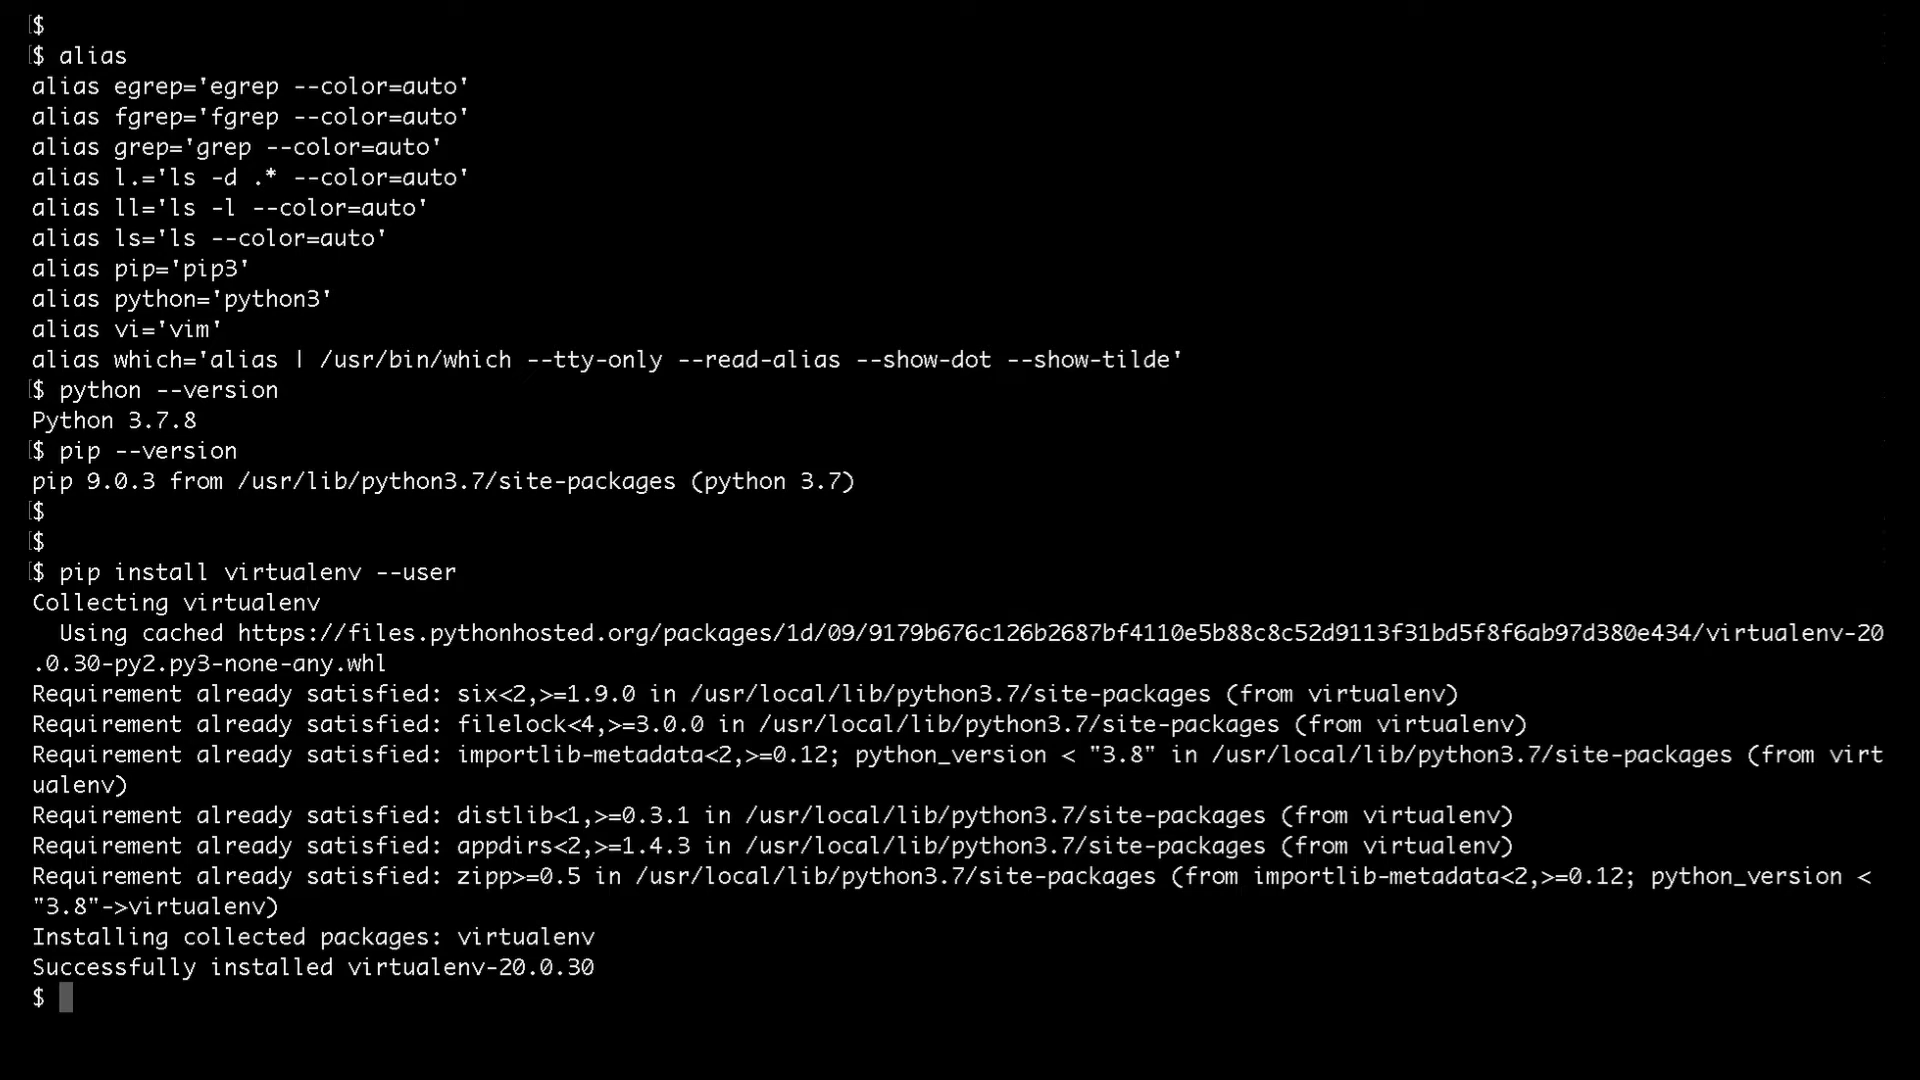 [$
[$ alias
alias egrep='egrep --color=auto'
alias fgrep='fgrep --color=auto'
alias grep='grep --color=auto'
alias l.='ls -d .* --color=auto'
alias ll='ls -l --color=auto'
alias ls='ls --color=auto'
alias pip='pip3'
alias python='python3'
alias vi='vim'
alias which='alias | /usr/bin/which --tty-only --read-alias --show-dot --show-tilde'
[$ python --version
Python 3.7.8
[$ pip --version
pip 9.0.3 from /usr/lib/python3.7/site-packages (python 3.7)
[$
[$
[$ pip install virtualenv --user
Collecting virtualenv
  Using cached https://files.pythonhosted.org/packages/1d/09/9179b676c126b2687bf4110e5b88c8c52d9113f31bd5f8f6ab97d380e434/virtualenv-20
.0.30-py2.py3-none-any.whl
Requirement already satisfied: six<2,>=1.9.0 in /usr/local/lib/python3.7/site-packages (from virtualenv)
Requirement already satisfied: filelock<4,>=3.0.0 in /usr/local/lib/python3.7/site-packages (from virtualenv)
Requirement already satisfied: importlib-metadata<2,>=0.12; python_version < "3.8" in /usr/local/lib/python3.7/site-packages (from virt
ualenv)
Requirement already satisfied: distlib<1,>=0.3.1 in /usr/local/lib/python3.7/site-packages (from virtualenv)
Requirement already satisfied: appdirs<2,>=1.4.3 in /usr/local/lib/python3.7/site-packages (from virtualenv)
Requirement already satisfied: zipp>=0.5 in /usr/local/lib/python3.7/site-packages (from importlib-metadata<2,>=0.12; python_version <
"3.8"->virtualenv)
Installing collected packages: virtualenv
Successfully installed virtualenv-20.0.30
$